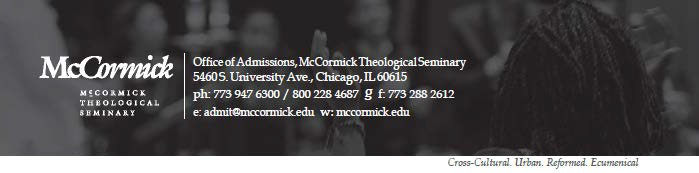 McCormick
McCORMICK
THEOLOGICAL
SEMINARY
Office of Admissions, McCormick Theological Seminary
5460 S. University Ave., Chicago, IL 60615
ph: 773 947 6300 / 800 228 4687 g f: 773 288 2612
e: admit@mccormick.edu w: mccormick.edu
Cross-Cultural. Urban. Reformed. Ecumenical